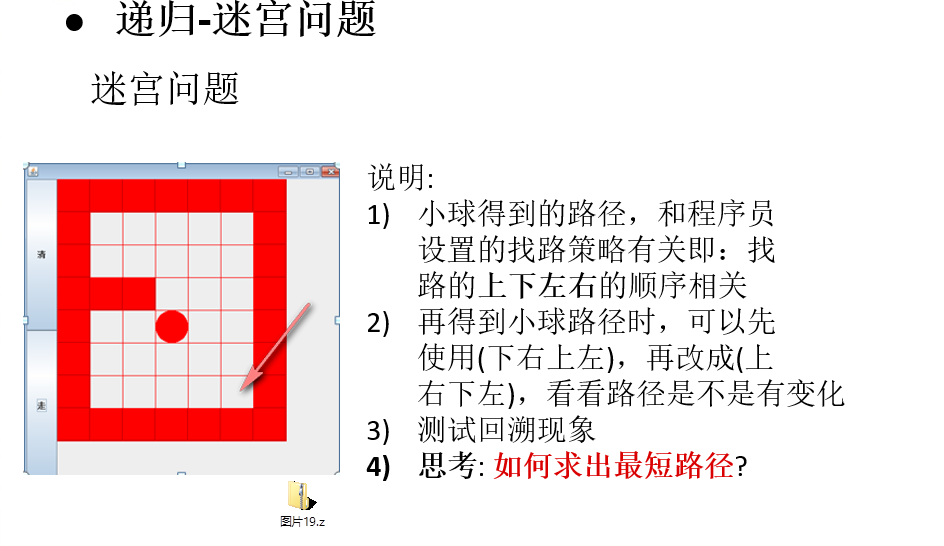 ● 递归-迷宫问题
迷宫问题
清
走
说明:
1) 小球得到的路径，和程序员
设置的找路策略有关即：找
路的上下左右的顺序相关
2) 再得到小球路径时，可以先
使用(下右上左)，再改成(上
右下左)，看看路径是不是有变化
3) 测试回溯现象
4) 思考: 如何求出最短路径?
图片19.z